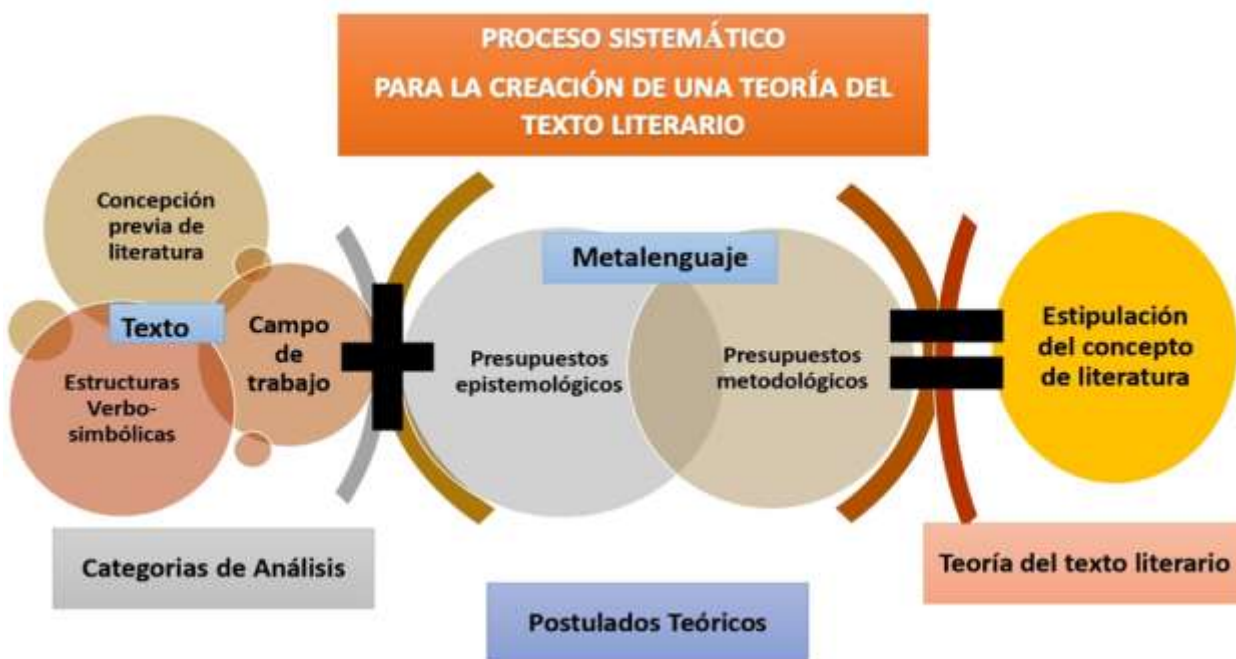 PROCESO SISTEMÁTICO
PARA LA CREACIÓN DE UNA TEORÍA DEL
TEXTO LITERARIO
Concepción
previa de
literatura
Texto
Campo
de
trabajo
Estructuras
Verbo-
simbólicas
Metalenguaje
Presupuestos
epistemológicos
Presupuestos
metodológicos
Estipulación
del concepto
de literatura
Categorias de Análisis
Postulados Teóricos
Teoría del texto literario